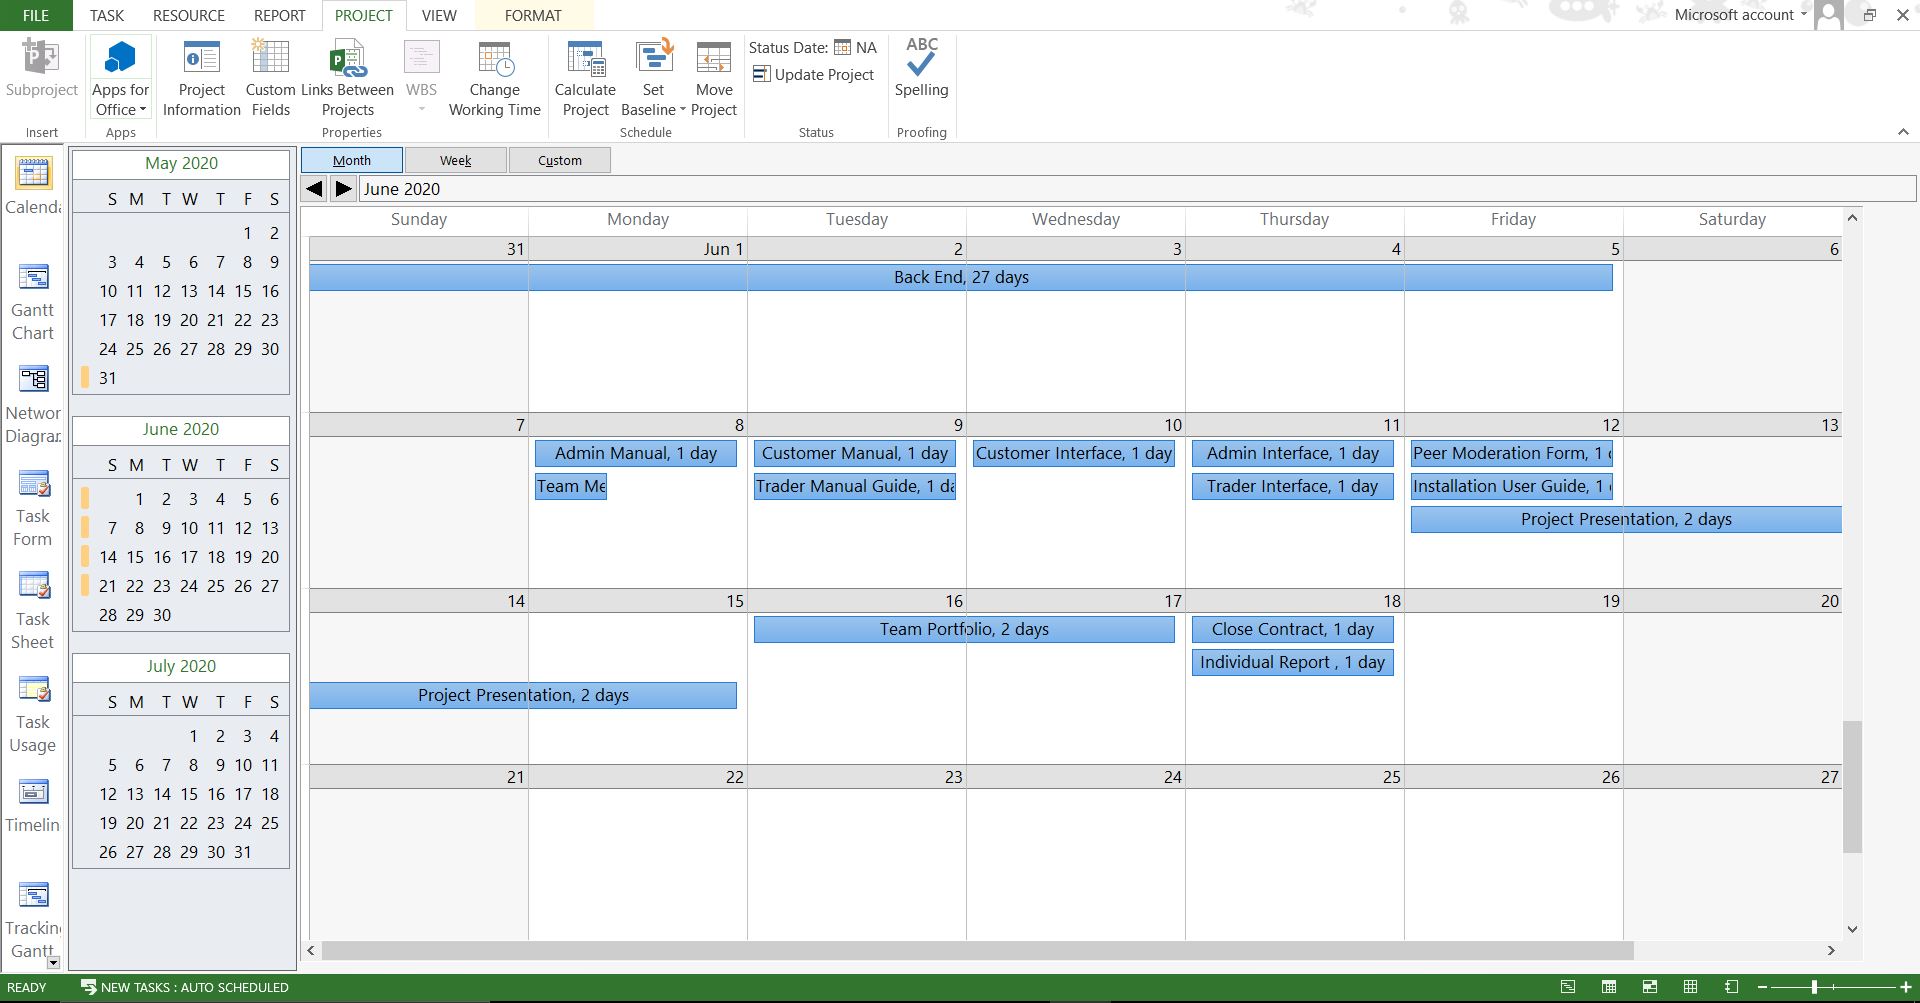 FILE TASK RESOURCE REPORT PROJECT VIEW FORMAT Microsoft account
Subproject
Apps for Office
Project Information
Custom Fields
Links Between Projects
WBS
Change Working Time
Calculate Project
Set Baseline
Move Project
Status Date: NA
Update Project
ABC
Spelling
Insert Apps Properties Schedule Status Proofing
Calenda
Gantt
Chart
Networ
Diagra
Task
Form
Task
Sheet
Task
Usage
Timelin
Trackin
Gantt
May 2020
S M T W T F S
1 2
3 4 5 6 7 8 9
10 11 12 13 14 15 16
17 18 19 20 21 22 23
24 25 26 27 28 29 30
31
June 2020
S M T W T F S
1 2 3 4 5 6
7 8 9 10 11 12 13
14 15 16 17 18 19 20
21 22 23 24 25 26 27
28 29 30
July 2020
S M T W T F S
1 2 3 4
5 6 7 8 9 10 11
12 13 14 15 16 17 18
19 20 21 22 23 24 25
26 27 28 29 30 31
Month Week Custom
June 2020
Sunday Monday Tuesday Wednesday Thursday Friday Saturday
31 Jun 1 2 3 4 5 6
Back End, 27 days
7 8 9 10 11 12 13
Admin Manual, 1 day Customer Manual, 1 day Customer Interface, 1 day Admin Interface, 1 day Peer Moderation Form, 1 d
Team Me Trader Manual Guide, 1 da Trader Interface, 1 day Installation User Guide, 1
Project Presentation, 2 days
14 15 16 17 18 19 20
Team Portfolio, 2 days Close Contract, 1 day
Individual Report , 1 day
Project Presentation, 2 days
21 22 23 24 25 26 27
READY NEW TASKS : AUTO SCHEDULED